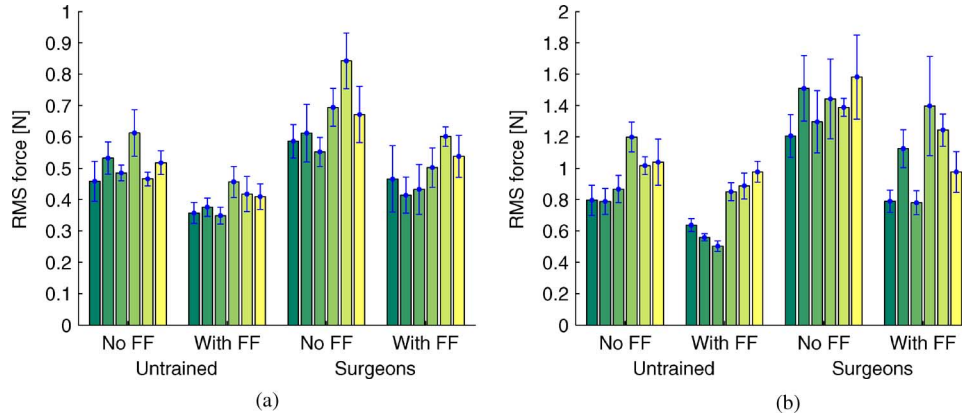 1
0.9
0.8
0.7
0.6
0.5
0.4
0.3
0.2
0.1
0
RMS force [N]
No FF With FF No FF With FF
Untrained Surgeons
(a)
2
1.8
1.6
1.4
1.2
1
0.8
0.6
0.4
0.2
0
RMS force [N]
No FF With FF No FF With FF
Untrained Surgeons
(b)